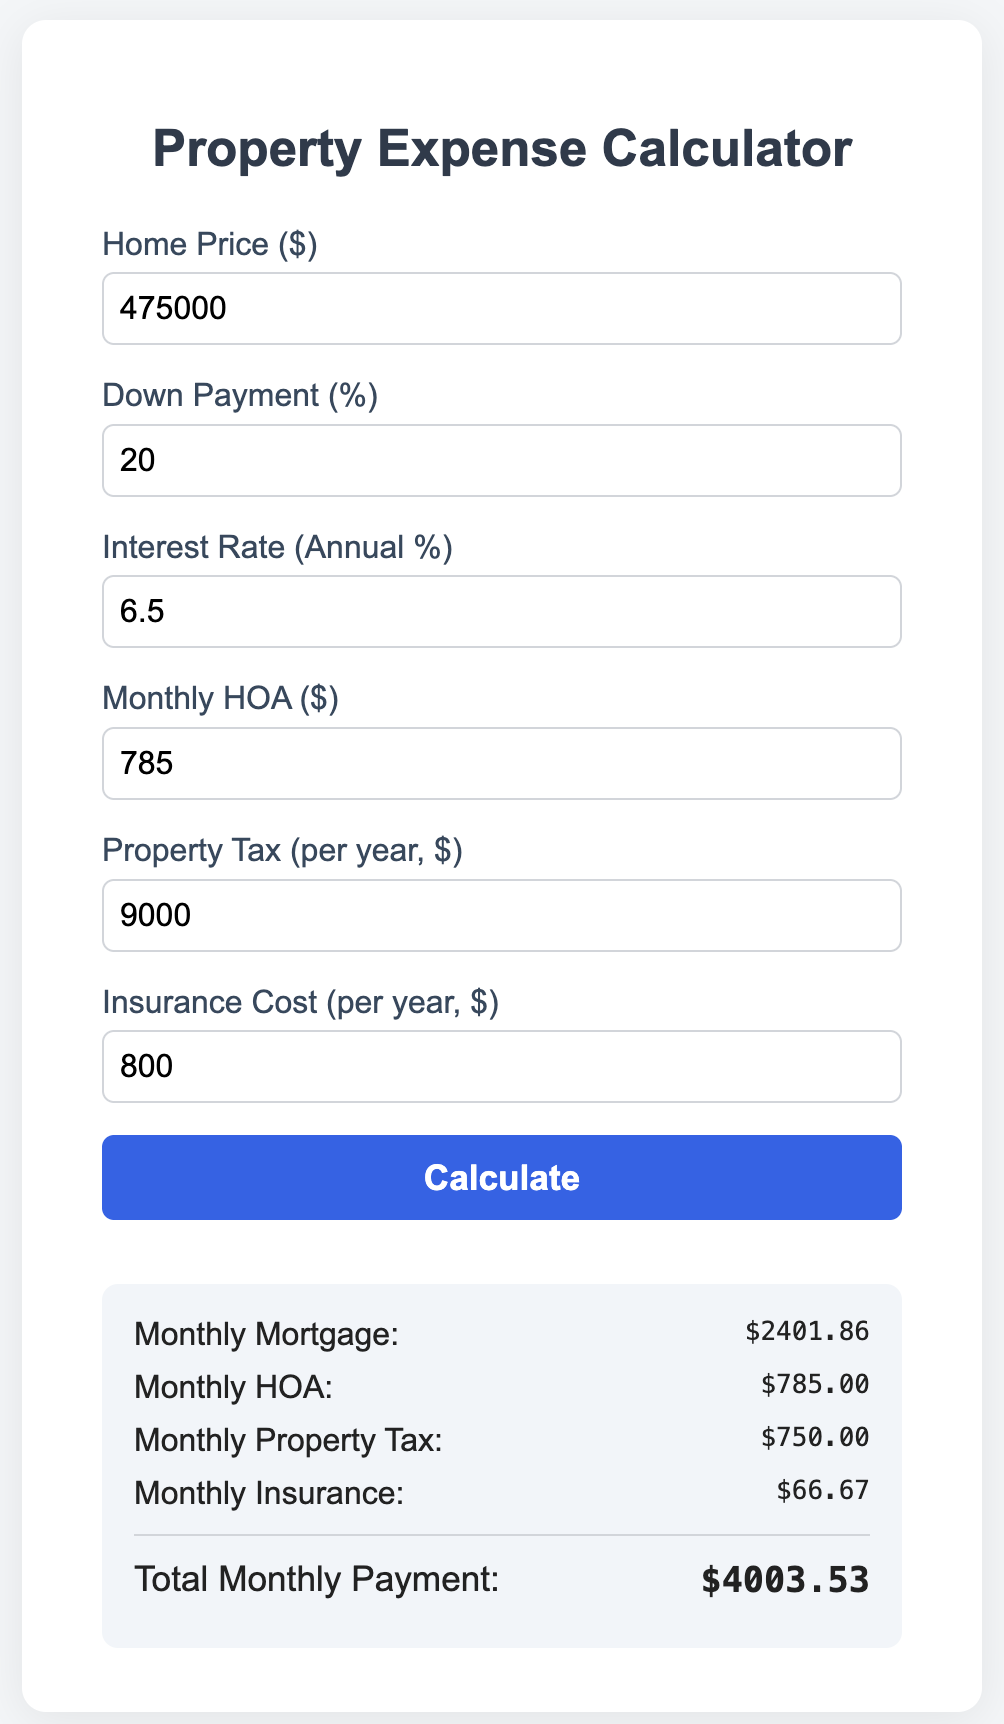 Property Expense Calculator
Home Price ($)
475000
Down Payment (%)
20
Interest Rate (Annual %)
6.5
Monthly HOA ($)
785
Property Tax (per year, $)
9000
Insurance Cost (per year, $)
800
Calculate
Monthly Mortgage: $2401.86
Monthly HOA: $785.00
Monthly Property Tax: $750.00
Monthly Insurance: $66.67
Total Monthly Payment: $4003.53